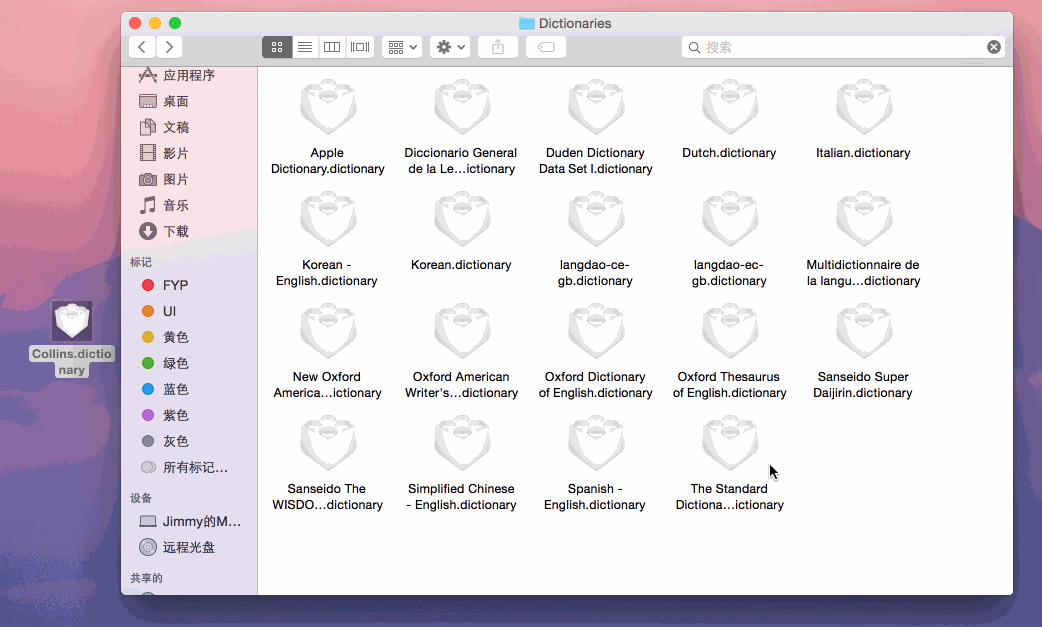 Dictionaries
搜索
应用程序
桌面
文稿
影片
图片
音乐
下载
标记
FYP
UI
黄色
绿色
蓝色
紫色
灰色
所有标记…
设备
Jimmy的M…
远程光盘
共享的
Collins.dictio
nary
Apple
Dictionary.dictionary
Diccionario General
de la Le…ictionary
Duden Dictionary
Data Set I.dictionary
Dutch.dictionary
Italian.dictionary
Korean -
English.dictionary
Korean.dictionary
langdao-ce-
gb.dictionary
langdao-ec-
gb.dictionary
Multidictionnaire de
la langu…dictionary
New Oxford
America…ictionary
Oxford American
Writer's…dictionary
Oxford Dictionary
of English.dictionary
Oxford Thesaurus
of English.dictionary
Sanseido Super
Daijirin.dictionary
Sanseido The
WISDO…dictionary
Simplified Chinese
- English.dictionary
Spanish -
English.dictionary
The Standard
Dictiona…ictionary